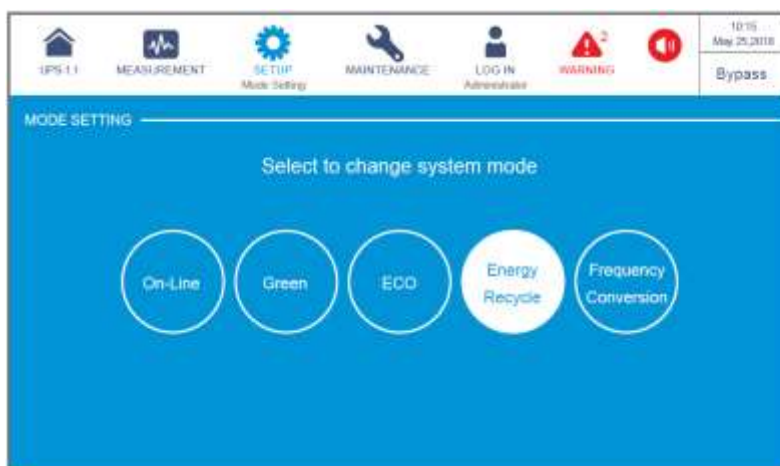 UPS-1.1
MEASUREMENT
SETUP
Mode Setting
MAINTENANCE
LOG IN
Administrator
WARNING
2
10:15
May 25,2018
Bypass
MODE SETTING
Select to change system mode
On-Line
Green
ECO
Energy
Recycle
Frequency
Conversion